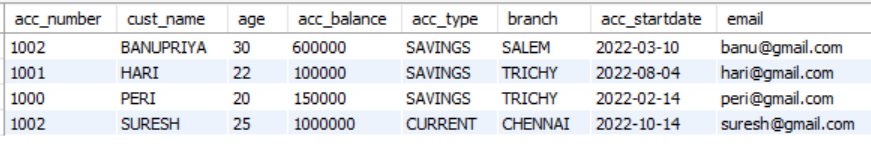 acc_number cust_name age acc_balance acc_type branch acc_startdate email
1002 BANUPRIYA 30 600000 SAVINGS SALEM 2022-03-10 banu@gmail.com
1001 HARI 22 100000 SAVINGS TRICHY 2022-08-04 hari@gmail.com
1000 PERI 20 150000 SAVINGS TRICHY 2022-02-14 peri@gmail.com
1002 SURESH 25 1000000 CURRENT CHENNAI 2022-10-14 suresh@gmail.com